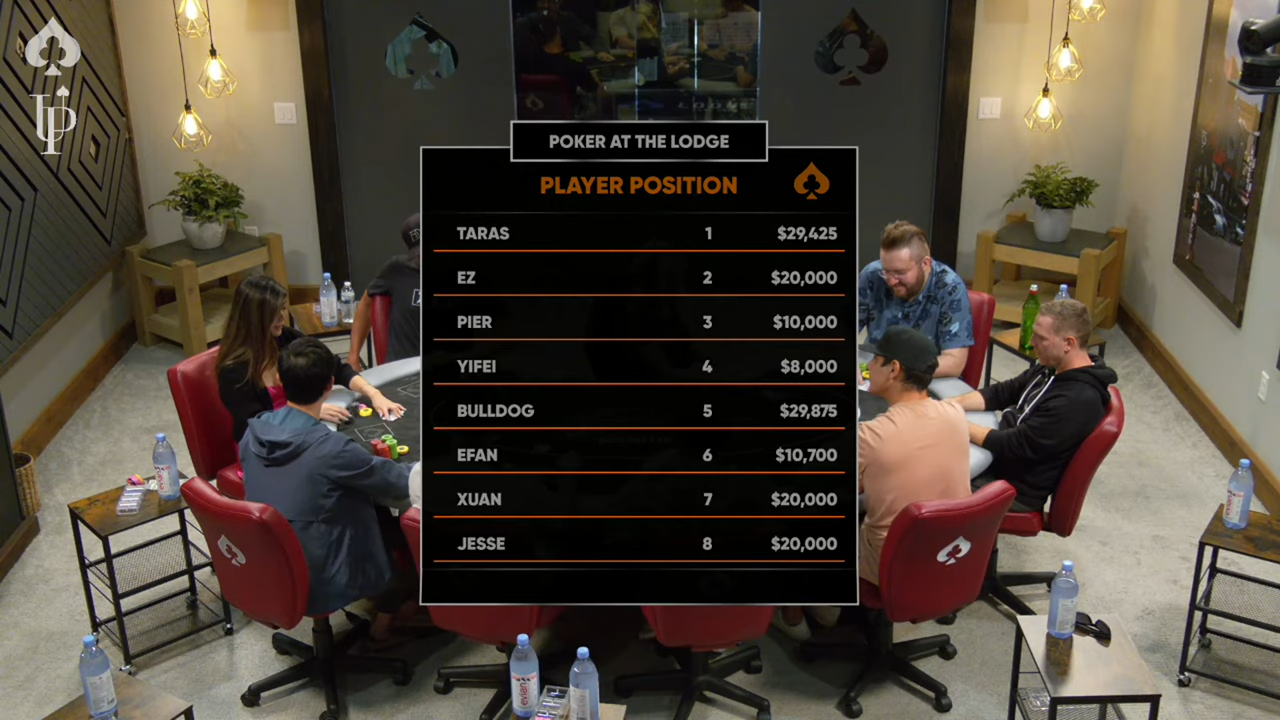 UP
POKER AT THE LODGE
PLAYER POSITION
TARAS 1 $29,425
EZ 2 $20,000
PIER 3 $10,000
YIFEI 4 $8,000
BULLDOG 5 $29,875
EFAN 6 $10,700
XUAN 7 $20,000
JESSE 8 $20,000
evian